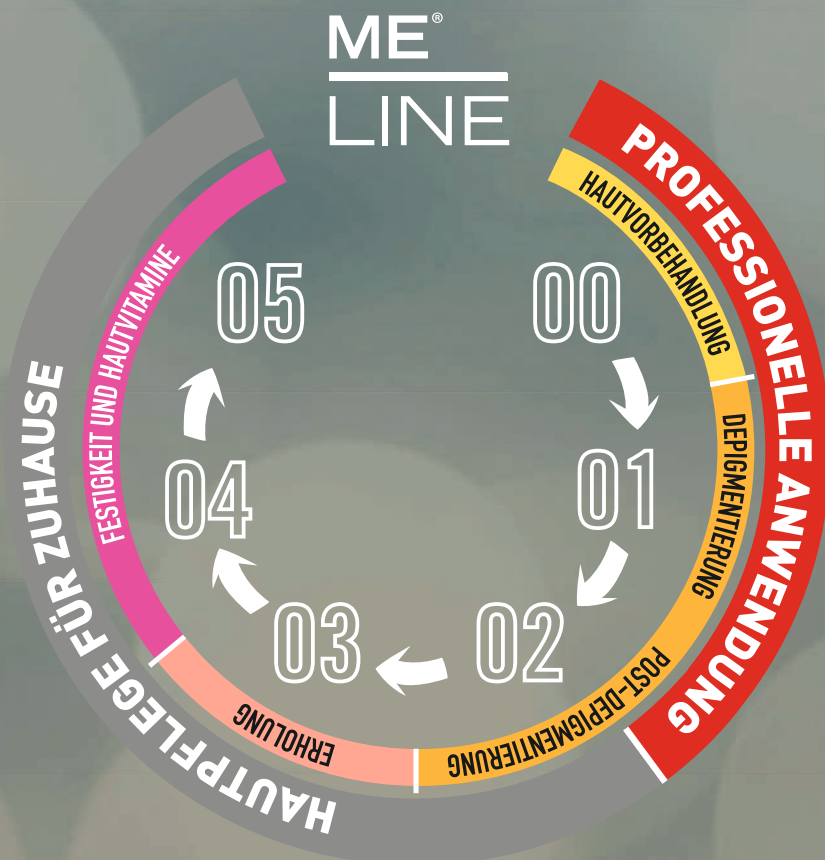 ME®
LINE
PROFESSIONELLE ANWENDUNG
HAUTVORBEHANDLUNG
DEPIGMENTIERUNG
POST-DEPIGMENTIERUNG
ERHOLUNG
FESTIGKEIT UND HAUTVITAMINE
HAUTPFLEGE FÜR ZUHAUSE
00
01
02
03
04
05